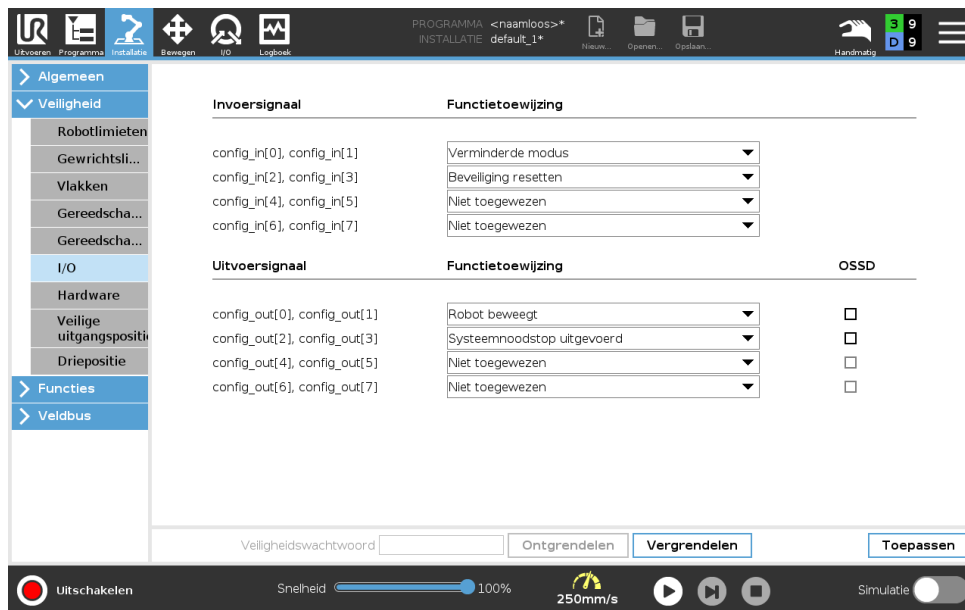 UR
PROGRAMMA <naamloos>*
INSTALLATIE default_1*
Uitvoeren Programma Installatie Bewegen I/O Logboek Nieuw... Openen... Opslaan... Handmatig
3 9
D 9
Algemeen
Veiligheid
Robotlimieten
Gewrichtsli...
Vlakken
Gereedscha...
Gereedscha...
I/O
Hardware
Veilige
uitgangspositi
Driepositie
Functies
Veldbus
Invoersignaal Functietoewijzing
config_in[0], config_in[1] Verminderde modus
config_in[2], config_in[3] Beveiliging resetten
config_in[4], config_in[5] Niet toegewezen
config_in[6], config_in[7] Niet toegewezen
Uitvoersignaal Functietoewijzing OSSD
config_out[0], config_out[1] Robot beweegt
config_out[2], config_out[3] Systeemnoodstop uitgevoerd
config_out[4], config_out[5] Niet toegewezen
config_out[6], config_out[7] Niet toegewezen
Veiligheidswachtwoord Ontgrendelen Vergrendelen Toepassen
Uitschakelen Snelheid 100% 250mm/s Simulatie